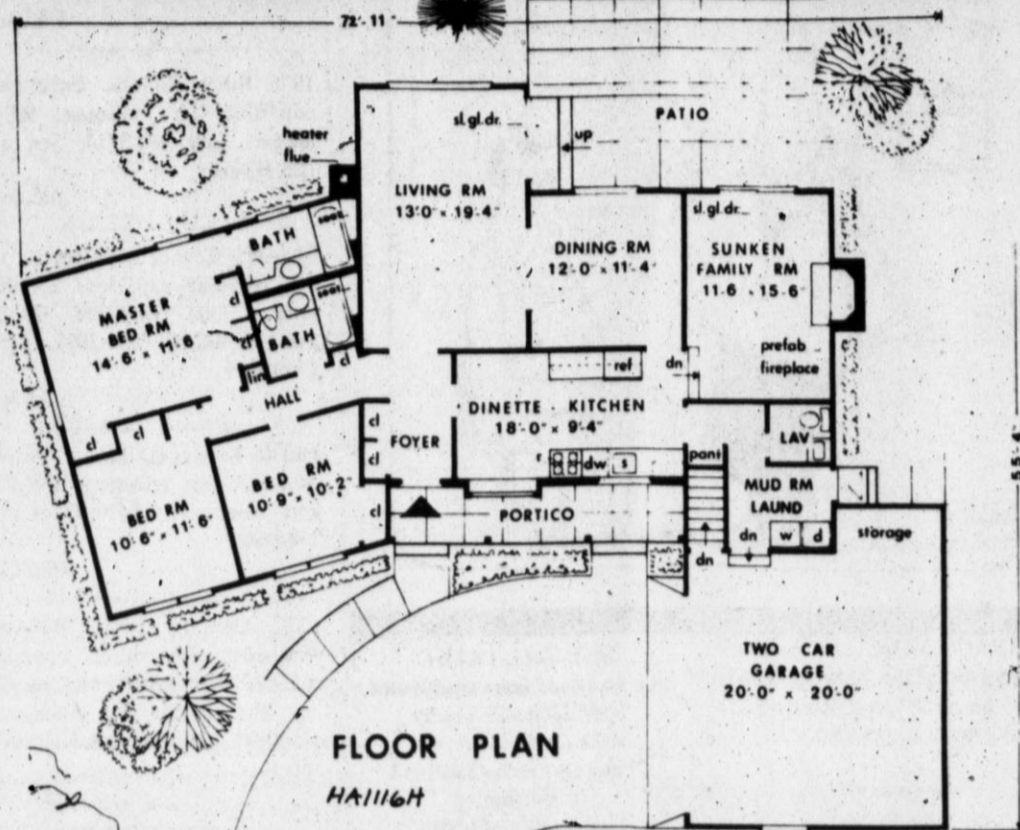 72'-11"
heater
flue
sl.gl.dr.
up
PATIO
LIVING RM
13'0" x 19'4"
DINING RM
12'-0" x 11'-4"
sl.gl.dr.
SUNKEN
FAMILY RM
11'6 x 15'6"
prefab
fireplace
BATH
cl
MASTER
BED RM
14'-6" x 11'6
cl
BATH
cl
lin
HALL
ref
dn
DINETTE KITCHEN
18'-0" x 9'-4"
r
dw
s
cl
cl
FOYER
cl
cl
BED RM
10'-6" x 11'-6"
BED RM
10'-9" x 10'-2"
cl
PORTICO
pan
LAV
MUD RM
LAUND
dn
w
d
storage
dn
TWO CAR
GARAGE
20'-0" x 20'-0"
FLOOR PLAN
HA1116H